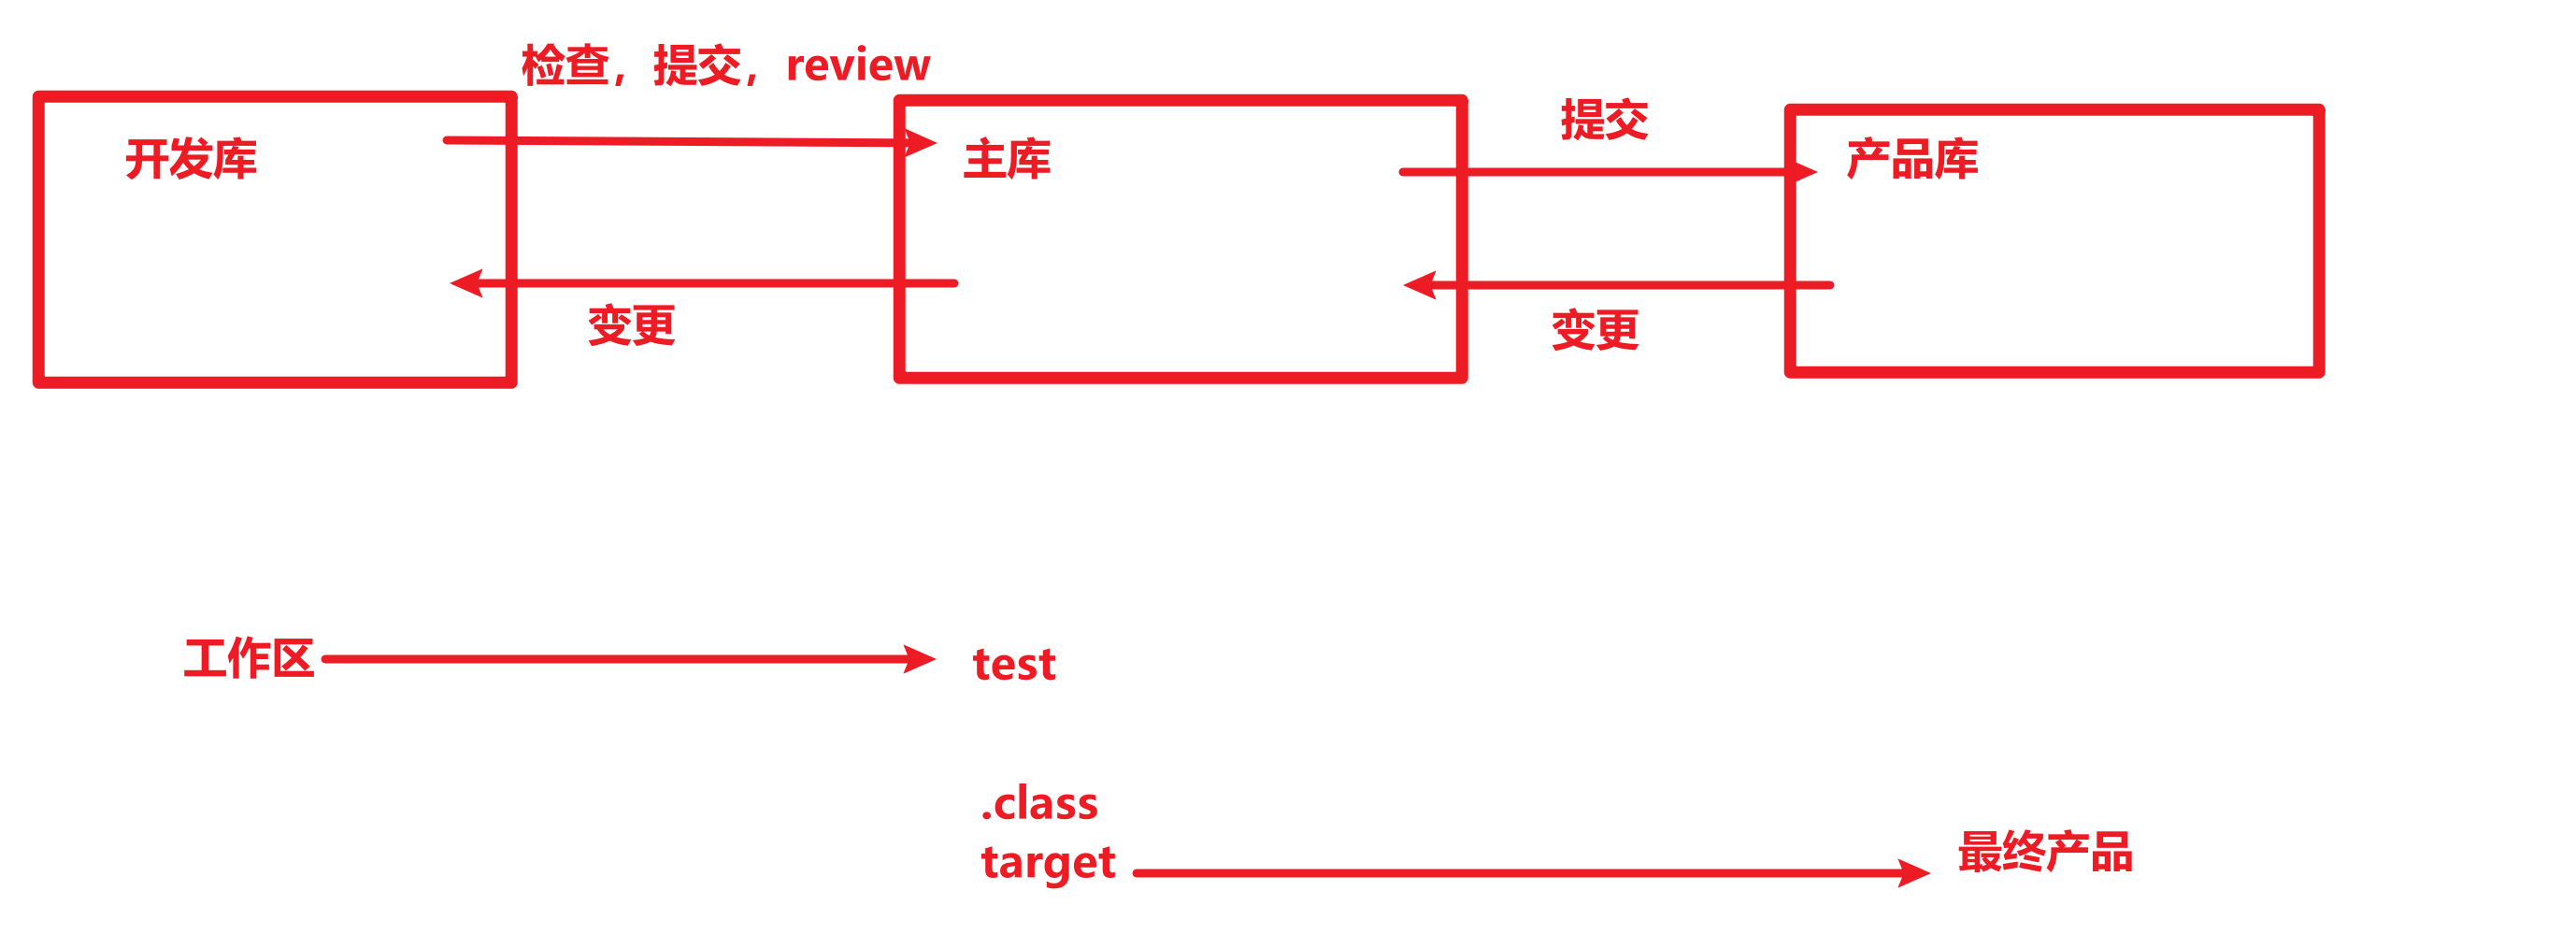 检查，提交，review
提交
开发库
主库
产品库
变更
变更
工作区
test
.class
target
最终产品